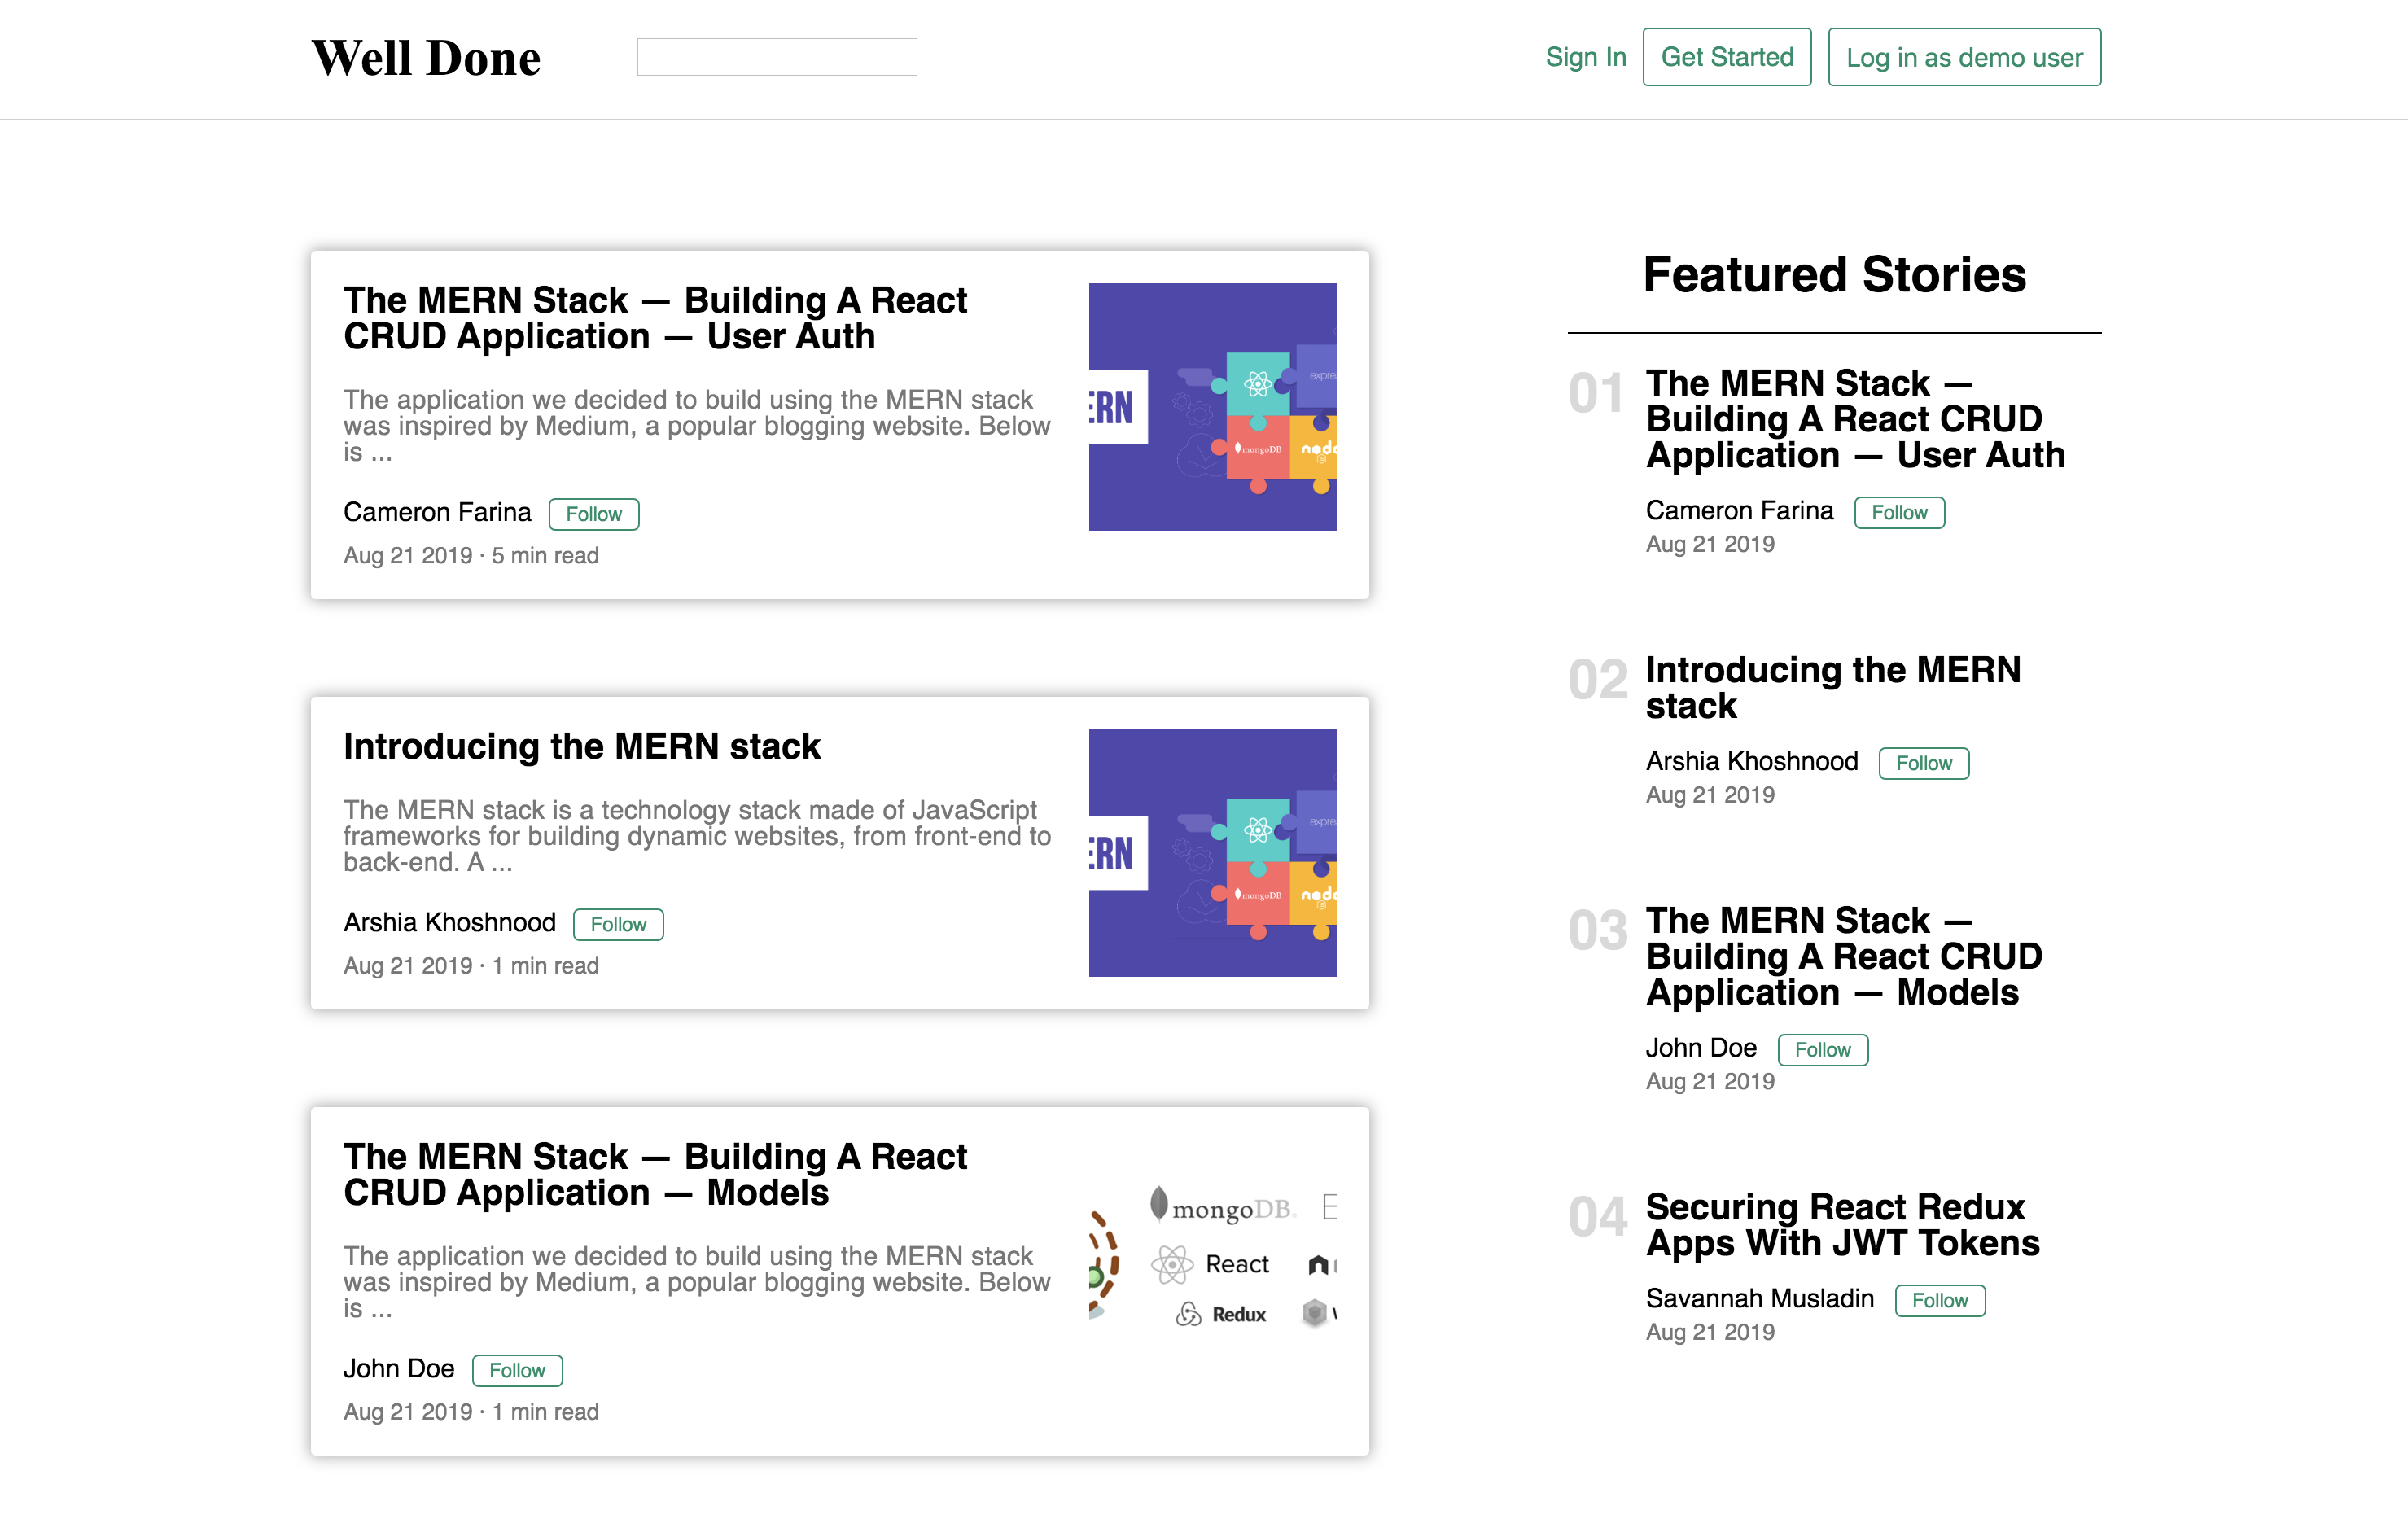 Well Done
Sign In
Get Started
Log in as demo user
The MERN Stack — Building A React
CRUD Application — User Auth
The application we decided to build using the MERN stack
was inspired by Medium, a popular blogging website. Below
is ...
Cameron Farina
Follow
Aug 21 2019 · 5 min read
ERN
expre
mongoDB
node
Introducing the MERN stack
The MERN stack is a technology stack made of JavaScript
frameworks for building dynamic websites, from front-end to
back-end. A ...
Arshia Khoshnood
Follow
Aug 21 2019 · 1 min read
ERN
expre
mongoDB
node
The MERN Stack — Building A React
CRUD Application — Models
The application we decided to build using the MERN stack
was inspired by Medium, a popular blogging website. Below
is ...
John Doe
Follow
Aug 21 2019 · 1 min read
mongoDB
E
React
Redux
Featured Stories
01
The MERN Stack —
Building A React CRUD
Application — User Auth
Cameron Farina
Follow
Aug 21 2019
02
Introducing the MERN
stack
Arshia Khoshnood
Follow
Aug 21 2019
03
The MERN Stack —
Building A React CRUD
Application — Models
John Doe
Follow
Aug 21 2019
04
Securing React Redux
Apps With JWT Tokens
Savannah Musladin
Follow
Aug 21 2019